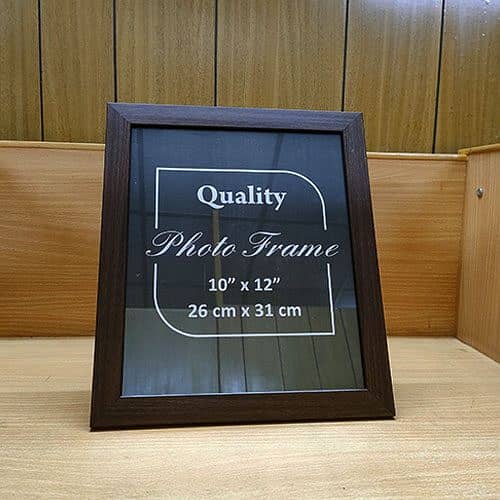 Quality
Photo Frame
10” x 12”
26 cm x 31 cm